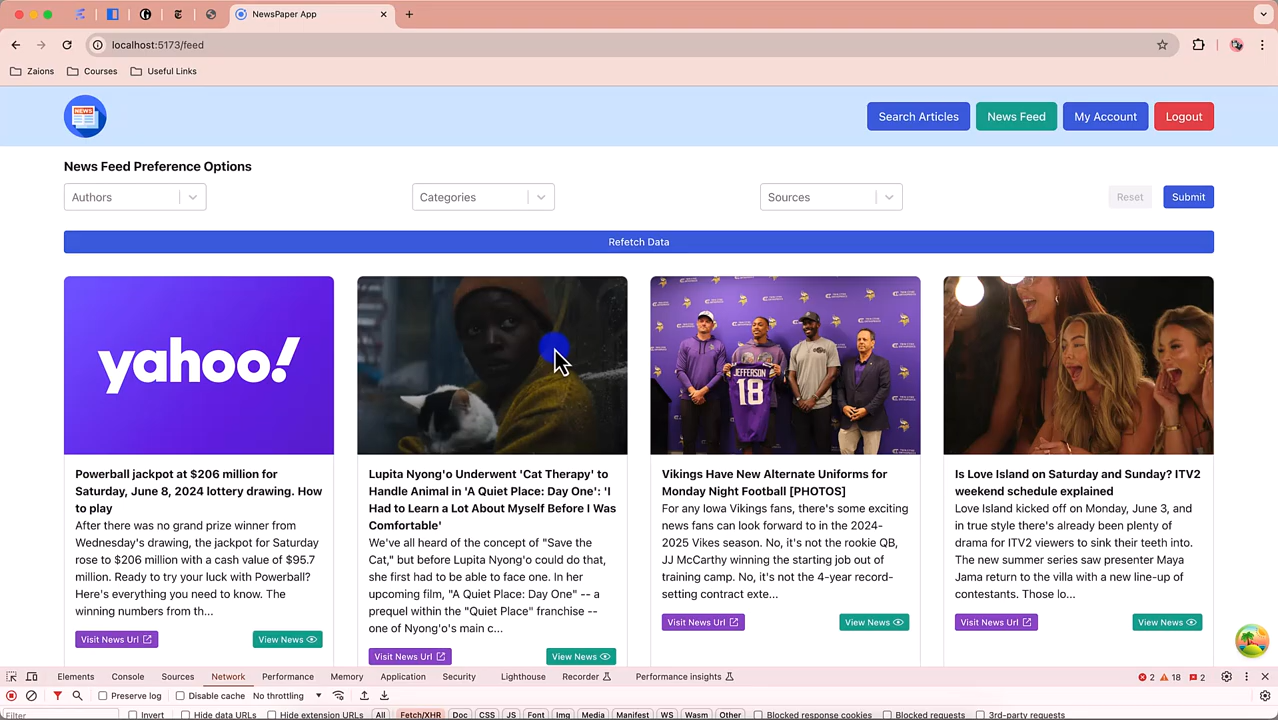 NewsPaper App
localhost:5173/feed
Zaions
Courses
Useful Links
NEWS
Search Articles
News Feed
My Account
Logout
News Feed Preference Options
Authors
Categories
Sources
Reset
Submit
Refetch Data
yahoo!
Powerball jackpot at $206 million for
Saturday, June 8, 2024 lottery drawing. How
to play
After there was no grand prize winner from
Wednesday's drawing, the jackpot for Saturday
rose to $206 million with a cash value of $95.7
million. Ready to try your luck with Powerball?
Here's everything you need to know. The
winning numbers from th...
Visit News Url
View News
Lupita Nyong'o Underwent 'Cat Therapy' to
Handle Animal in 'A Quiet Place: Day One': 'I
Had to Learn a Lot About Myself Before I Was
Comfortable'
We've all heard of the concept of "Save the
Cat," but before Lupita Nyong'o could do that,
she first had to be able to face one. In her
upcoming film, "A Quiet Place: Day One" -- a
prequel within the "Quiet Place" franchise --
one of Nyong'o's main c...
Visit News Url
View News
JEFFERSON
18
Vikings Have New Alternate Uniforms for
Monday Night Football [PHOTOS]
For any Iowa Vikings fans, there's some exciting
new fans can look forward to in the 2024-
2025 Vikes season. No, it's not the rookie QB,
JJ McCarthy winning the starting job out of
training camp. No, it's not the 4-year record-
setting contract exte...
Visit News Url
View News
Is Love Island on Saturday and Sunday? ITV2
weekend schedule explained
Love Island kicked off on Monday, June 3, and
in true style there's already been plenty of
drama for ITV2 viewers to sink their teeth into.
The new summer series saw presenter Maya
Jama return to the villa with a new line-up of
contestants. Those lo...
Visit News Url
View News
Elements
Console
Sources
Network
Performance
Memory
Application
Security
Lighthouse
Recorder
Performance insights
2
18
2
Preserve log
Disable cache
No throttling
Filter
Invert
Hide data URLs
Hide extension URLs
All
Fetch/XHR
Doc
CSS
JS
Font
Img
Media
Manifest
WS
Wasm
Other
Blocked response cookies
Blocked requests
3rd-party requests